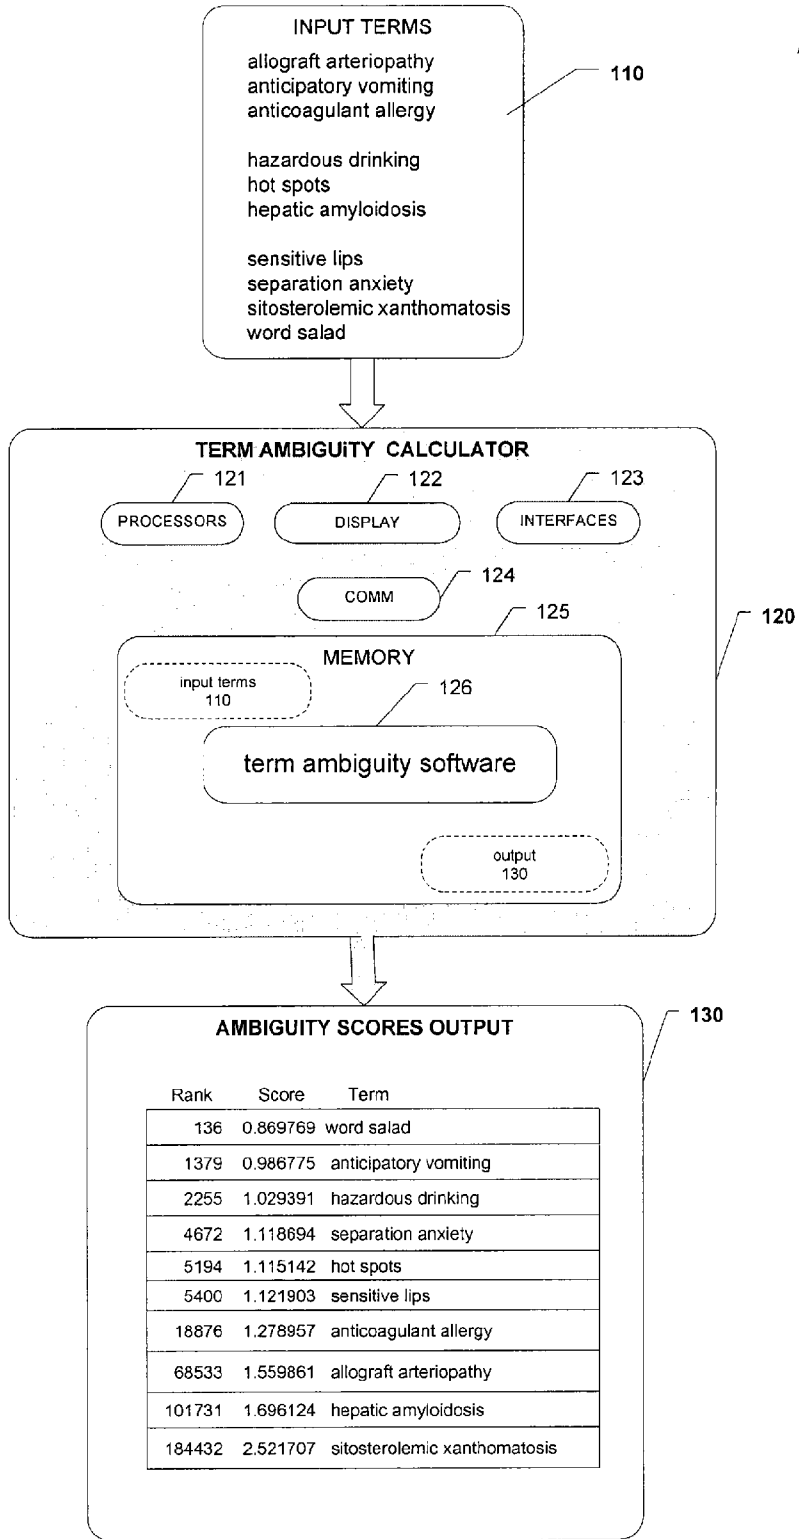 INPUT TERMS
allograft arteriopathy
anticipatory vomiting
anticoagulant allergy
110
hazardous drinking
hot spots
hepatic amyloidosis
sensitive lips
separation anxiety
sitosterolemic xanthomatosis
word salad
TERM AMBIGUiTY CALCULATOR
121
122
123
PROCESSORS
DISPLAY
INTERFACES
124
COMM
125
120
MEMORY
input terms
110
126
term ambiguity software
output
130
AMBIGUITY SCORES OUTPUT
130
Rank Score Term
136 0.869769 word salad
1379 0.986775 anticipatory vomiting
2255 1.029391 hazardous drinking
4672 1.118694 separation anxiety
5194 1.115142 hot spots
5400 1.121903 sensitive lips
18876 1.278957 anticoagulant allergy
68533 1.559861 allograft arteriopathy
101731 1.696124 hepatic amyloidosis
184432 2.521707 sitosterolemic xanthomatosis